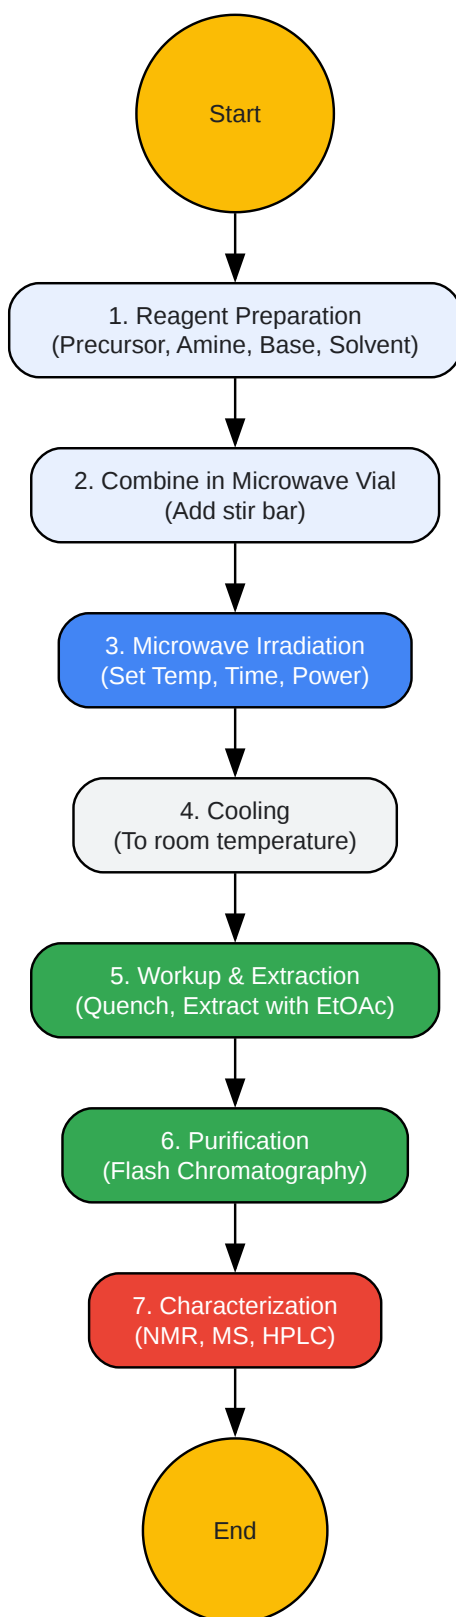 Start
1. Reagent Preparation
(Precursor, Amine, Base, Solvent)
2. Combine in Microwave Vial
(Add stir bar)
3. Microwave Irradiation
(Set Temp, Time, Power)
4. Cooling
(To room temperature)
5. Workup & Extraction
(Quench, Extract with EtOAc)
6. Purification
(Flash Chromatography)
7. Characterization
(NMR, MS, HPLC)
End